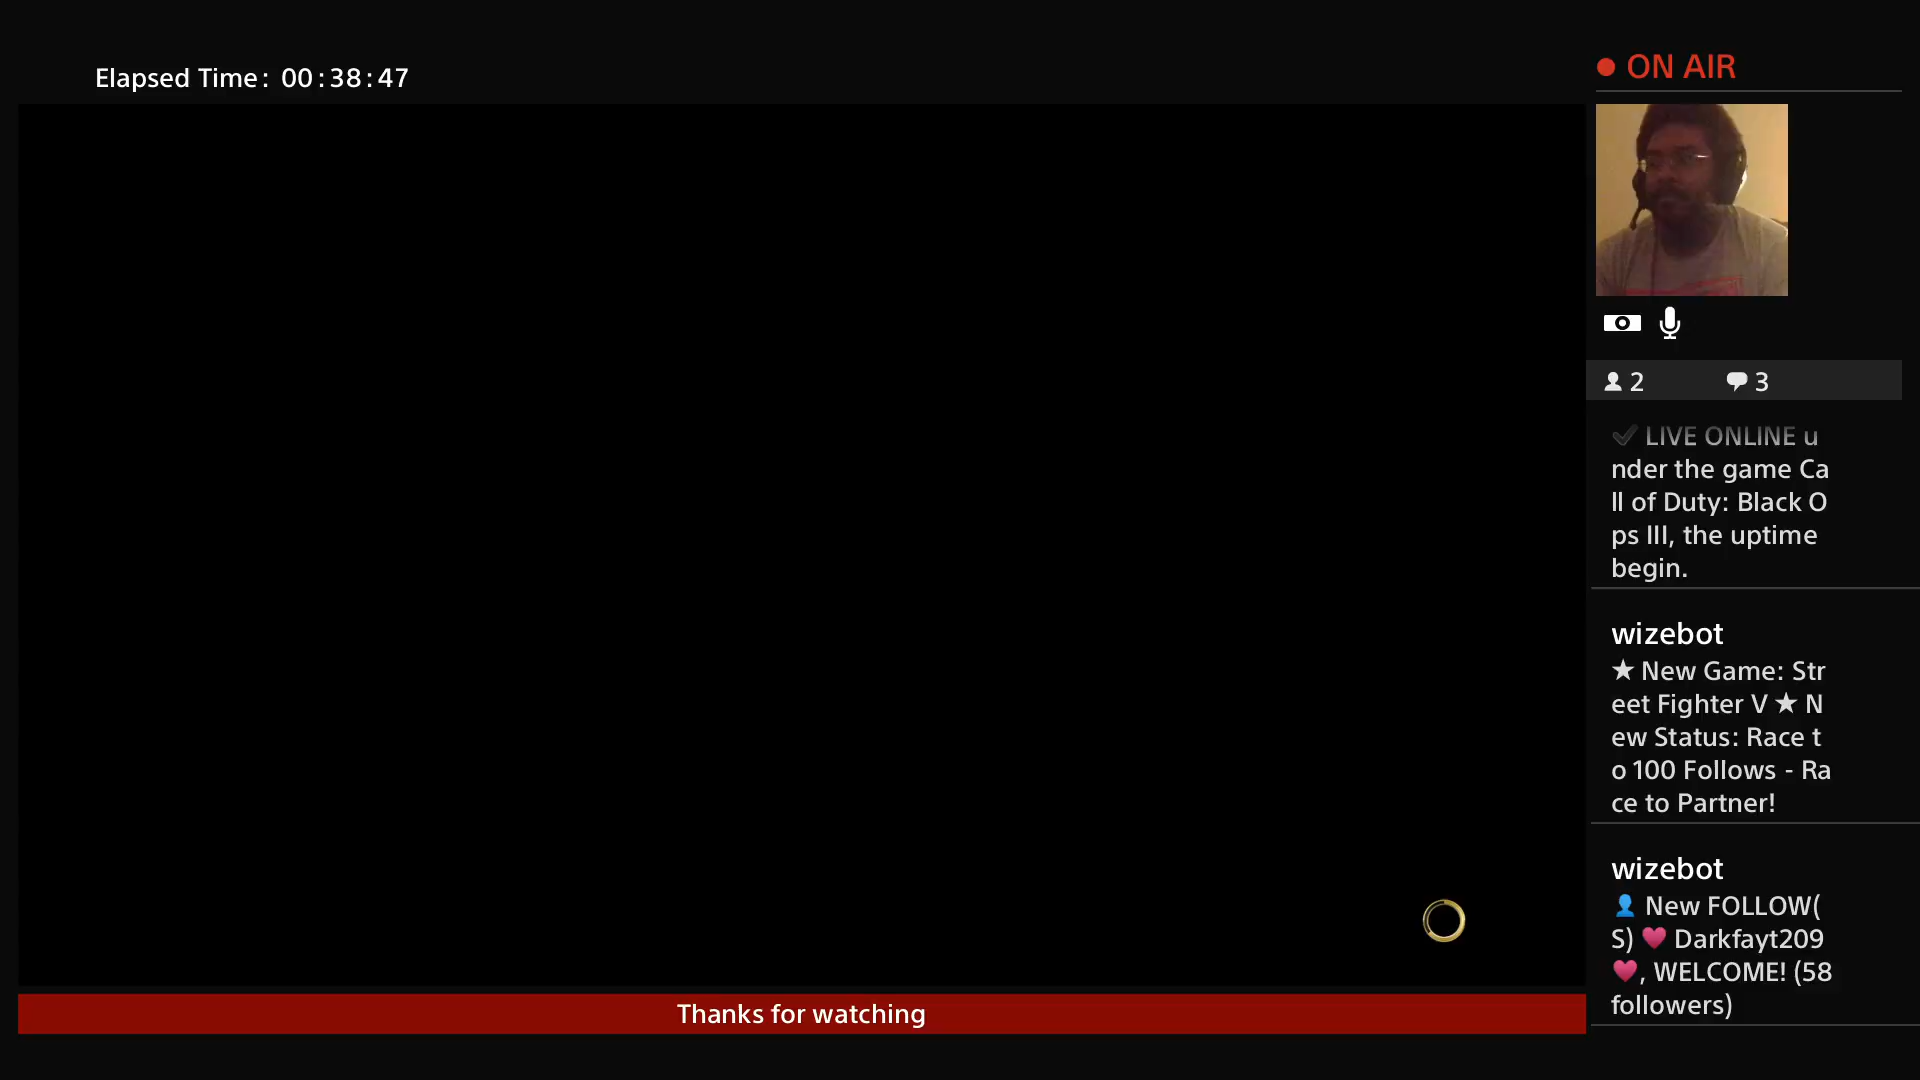 Elapsed Time: 00:38:47
ON AIR
2 3
LIVE ONLINE u
nder the game Ca
ll of Duty: Black O
ps III, the uptime
begin.
wizebot
★ New Game: Str
eet Fighter V ★ N
ew Status: Race t
o 100 Follows - Ra
ce to Partner!
wizebot
New FOLLOW(
S) Darkfayt209
, WELCOME! (58
followers)
Thanks for watching